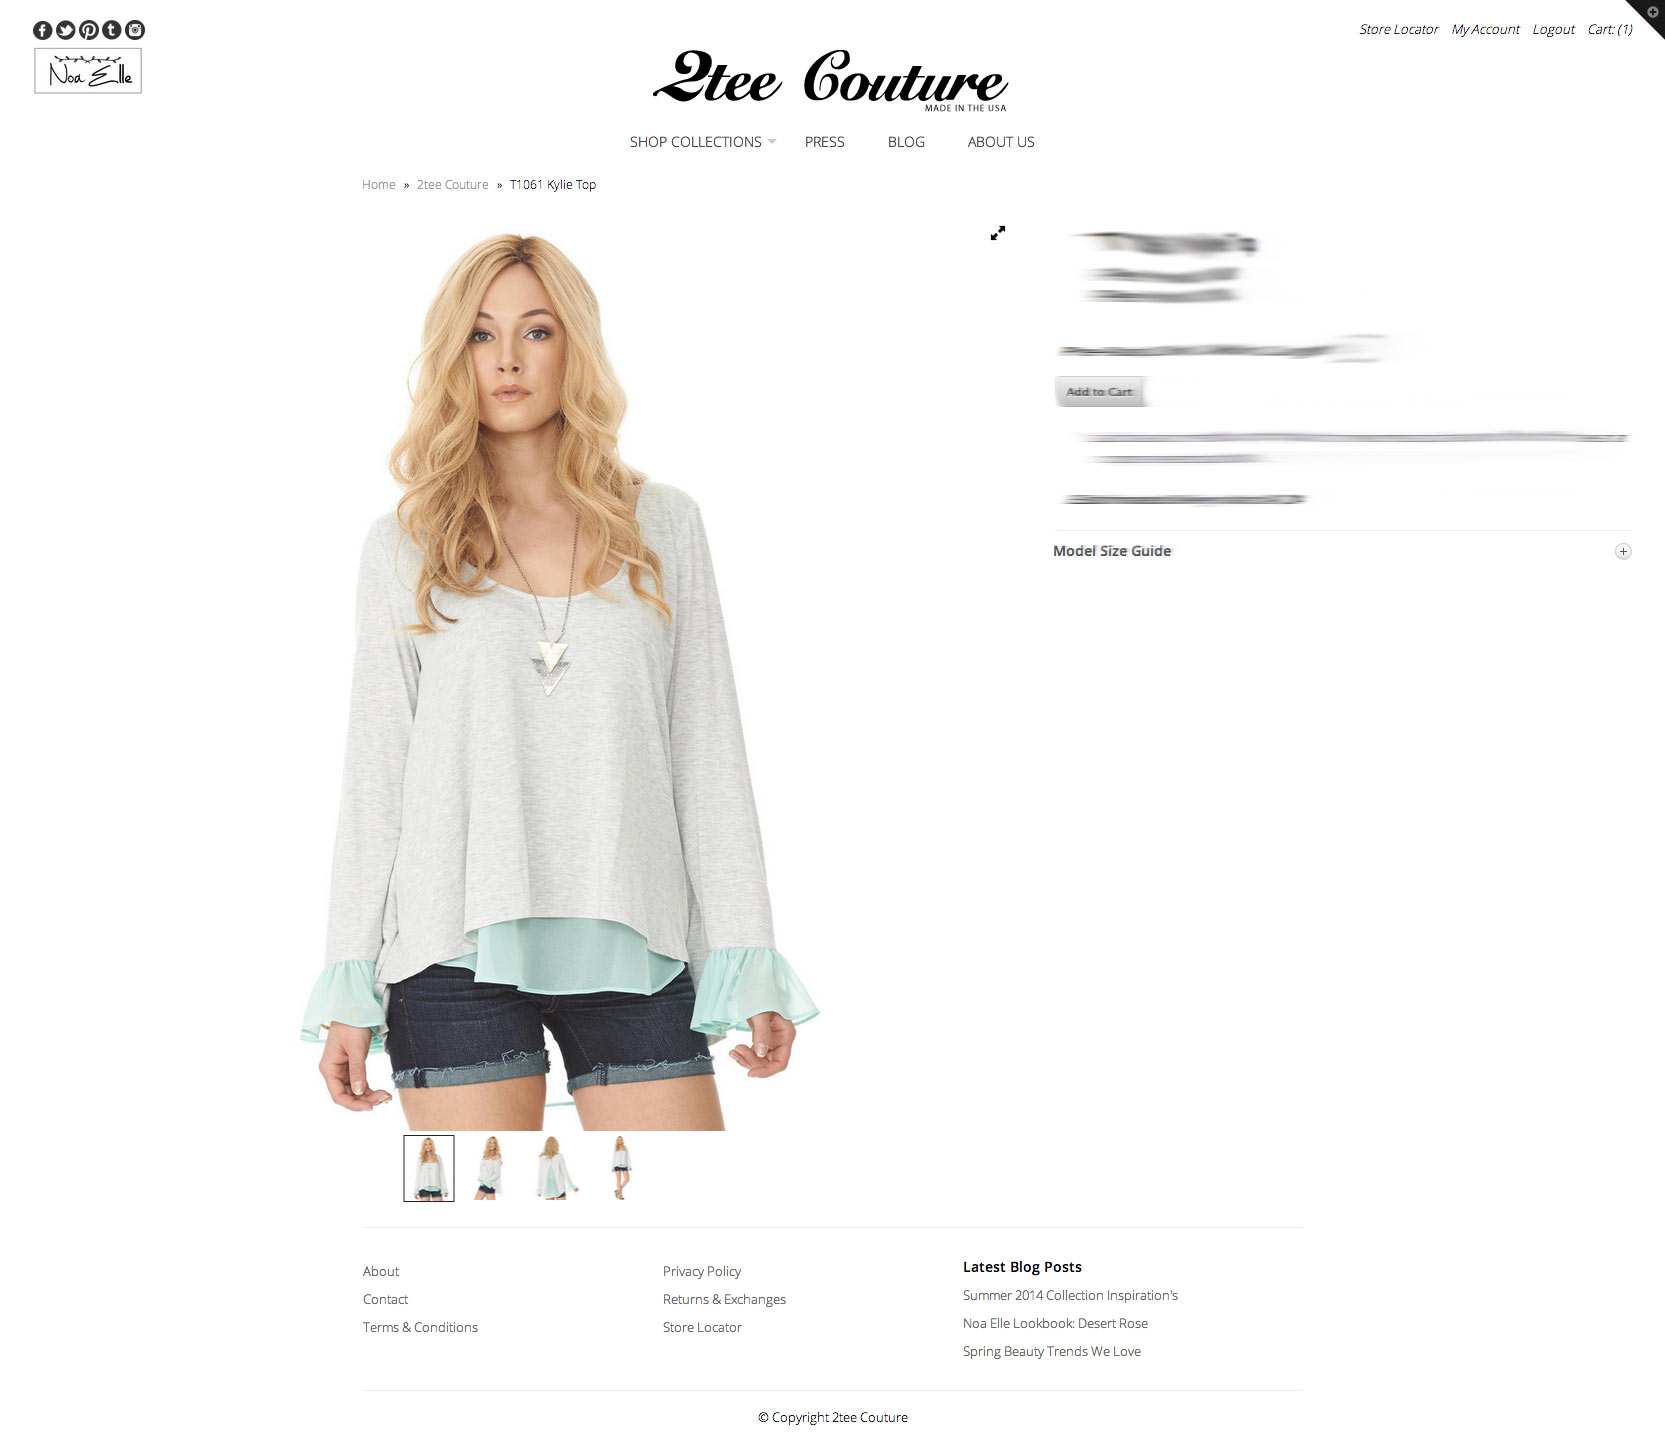 Store Locator My Account Logout Cart: (1)
Noa Elle
2tee Couture
MADE IN THE USA
SHOP COLLECTIONS PRESS BLOG ABOUT US
Home » 2tee Couture » T1061 Kylie Top
Add to Cart
Model Size Guide
About
Contact
Terms & Conditions
Privacy Policy
Returns & Exchanges
Store Locator
Latest Blog Posts
Summer 2014 Collection Inspiration's
Noa Elle Lookbook: Desert Rose
Spring Beauty Trends We Love
© Copyright 2tee Couture